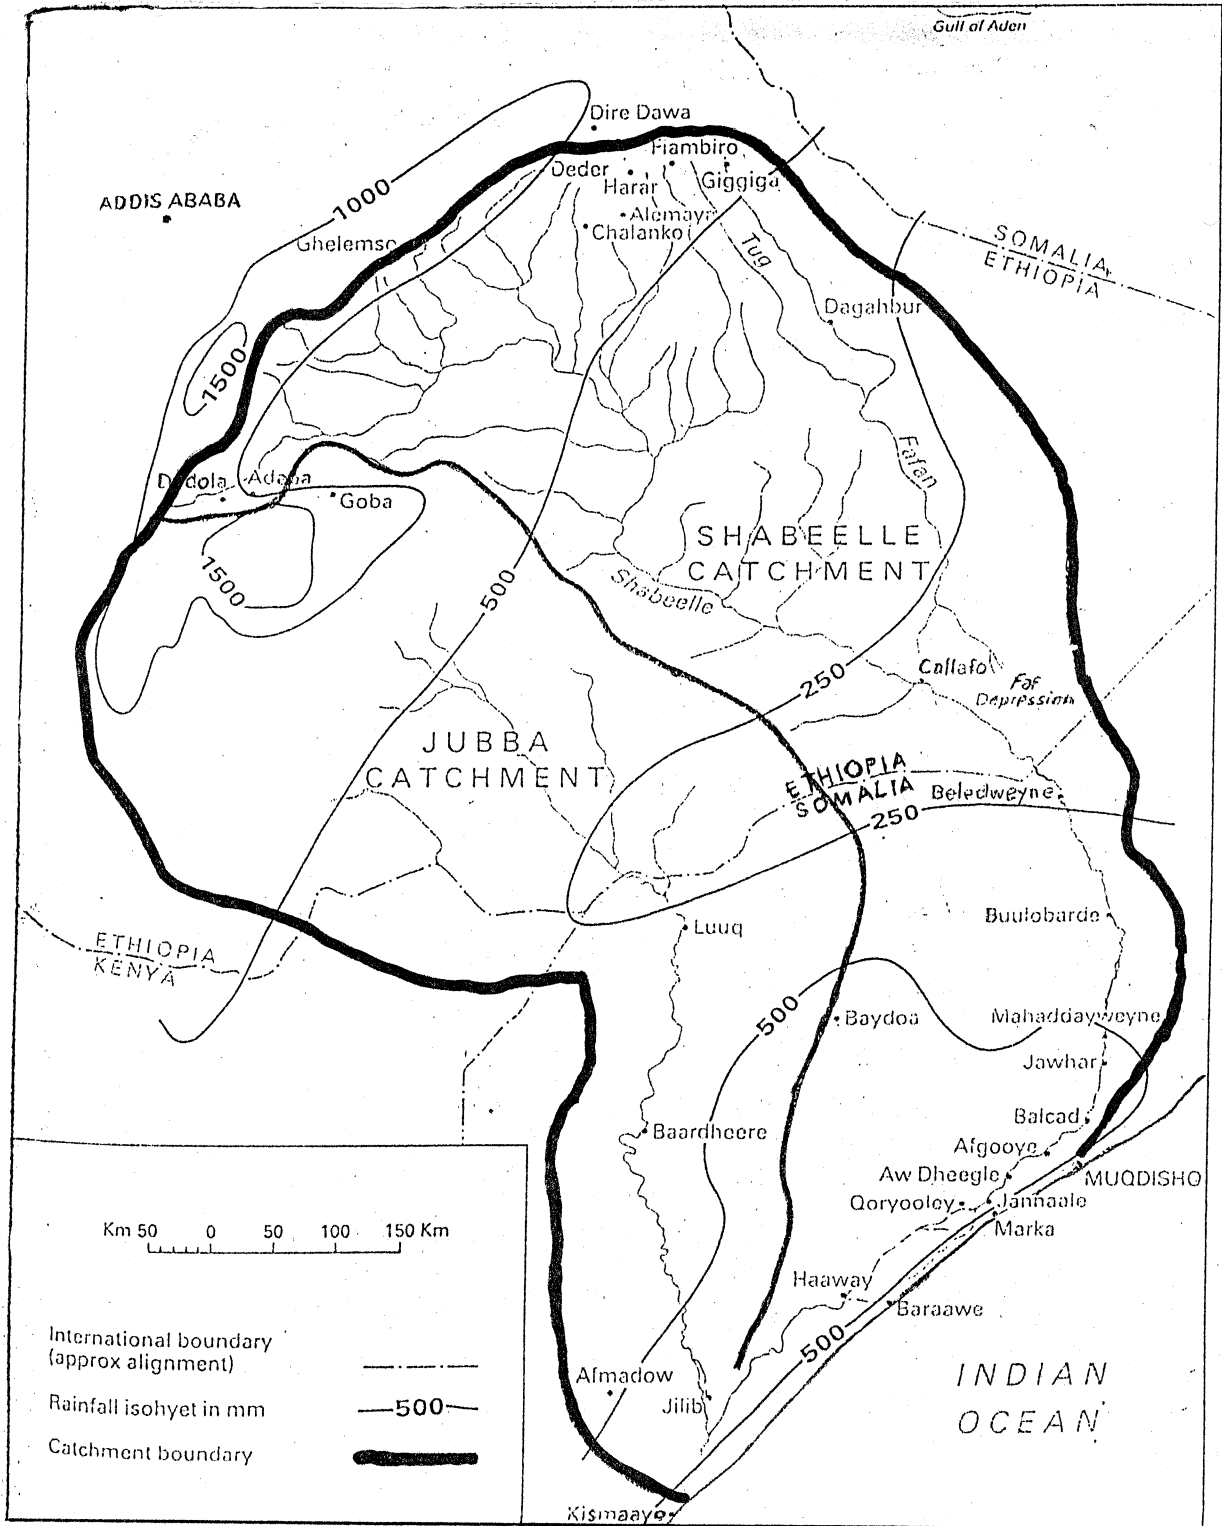 Gulf of Aden
Dire Dawa
Fiambiro
Deder
Harar
Giggiga
ADDIS ABABA
1000
Alemaya
Chalanko
Ghelemso
Tug
SOMALIA
ETHIOPIA
Dagahbur
1500
Fafan
Dodola
Adaba
Goba
SHABEELLE
CATCHMENT
1500
500
Shabeelle
250
Callafo
Faf
Depression
JUBBA
CATCHMENT
ETHIOPIA
SOMALIA
Beledweyne
250
Buulobarde
Luuq
ETHIOPIA
KENYA
500
Baydoa
Mahaddayweyne
Jawhar
Balcad
Baardheere
Afgooye
Aw Dheegle
MUQDISHO
Qoryooley
Jannaale
Marka
Km 50 0 50 100 150 Km
Haaway
Baraawe
500
International boundary
(approx alignment)
Rainfall isohyet in mm
500
Catchment boundary
Afmadow
Jilib
INDIAN
OCEAN
Kismaayo